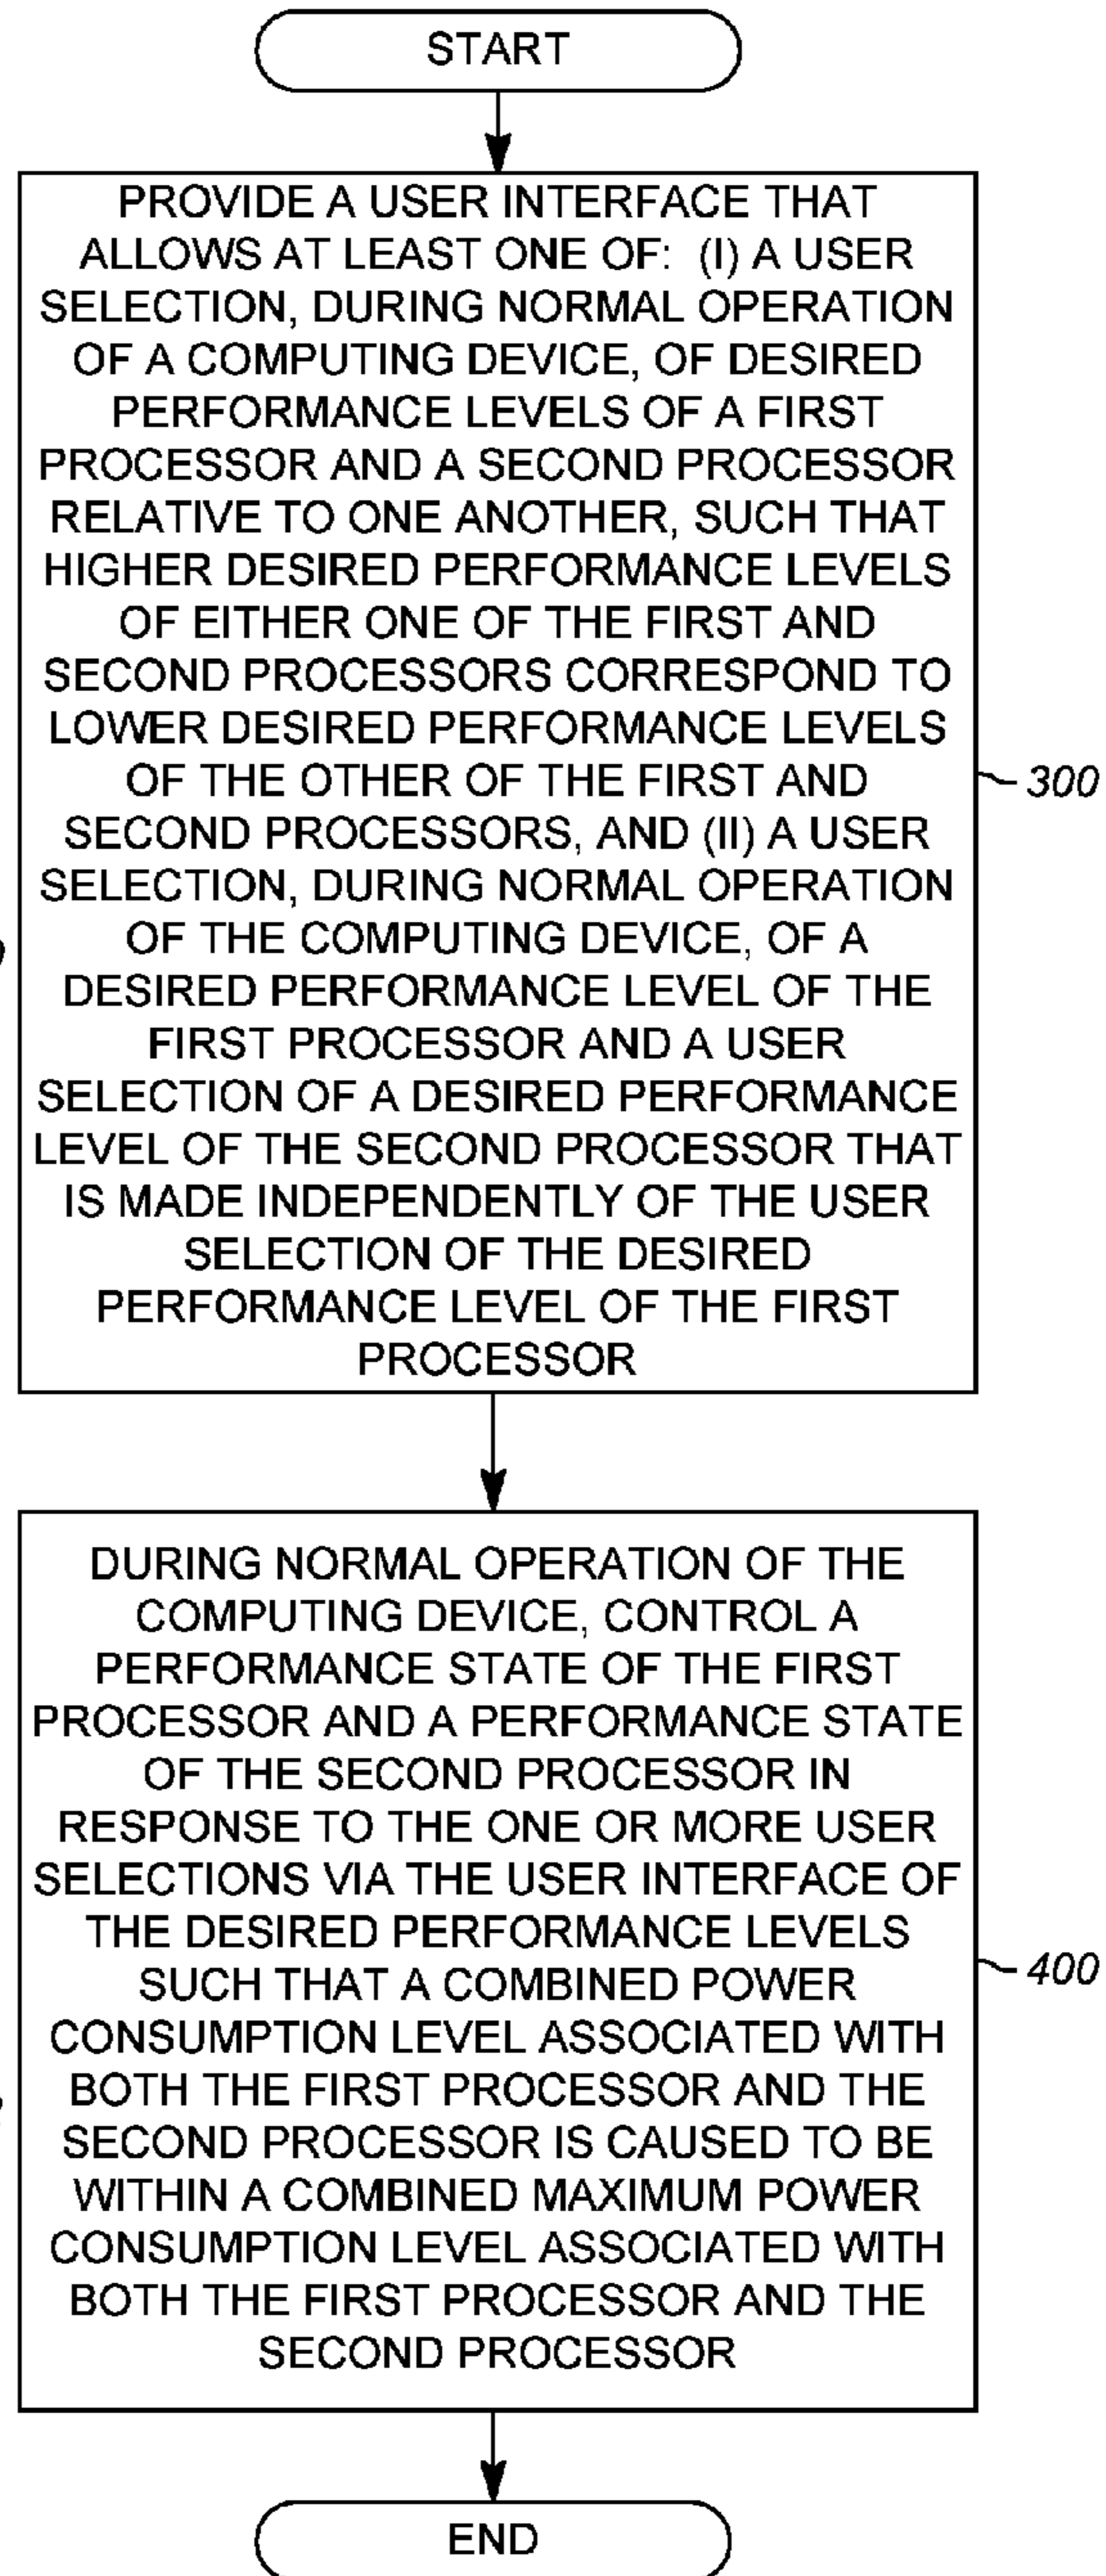 START
PROVIDE A USER INTERFACE THAT
ALLOWS AT LEAST ONE OF: (I) A USER
SELECTION, DURING NORMAL OPERATION
OF A COMPUTING DEVICE, OF DESIRED
PERFORMANCE LEVELS OF A FIRST
PROCESSOR AND A SECOND PROCESSOR
RELATIVE TO ONE ANOTHER, SUCH THAT
HIGHER DESIRED PERFORMANCE LEVELS
OF EITHER ONE OF THE FIRST AND
SECOND PROCESSORS CORRESPOND TO
LOWER DESIRED PERFORMANCE LEVELS
OF THE OTHER OF THE FIRST AND
SECOND PROCESSORS, AND (II) A USER
SELECTION, DURING NORMAL OPERATION
OF THE COMPUTING DEVICE, OF A
DESIRED PERFORMANCE LEVEL OF THE
FIRST PROCESSOR AND A USER
SELECTION OF A DESIRED PERFORMANCE
LEVEL OF THE SECOND PROCESSOR THAT
IS MADE INDEPENDENTLY OF THE USER
SELECTION OF THE DESIRED
PERFORMANCE LEVEL OF THE FIRST
PROCESSOR
300
DURING NORMAL OPERATION OF THE
COMPUTING DEVICE, CONTROL A
PERFORMANCE STATE OF THE FIRST
PROCESSOR AND A PERFORMANCE STATE
OF THE SECOND PROCESSOR IN
RESPONSE TO THE ONE OR MORE USER
SELECTIONS VIA THE USER INTERFACE OF
THE DESIRED PERFORMANCE LEVELS
SUCH THAT A COMBINED POWER
CONSUMPTION LEVEL ASSOCIATED WITH
BOTH THE FIRST PROCESSOR AND THE
SECOND PROCESSOR IS CAUSED TO BE
WITHIN A COMBINED MAXIMUM POWER
CONSUMPTION LEVEL ASSOCIATED WITH
BOTH THE FIRST PROCESSOR AND THE
SECOND PROCESSOR
400
END